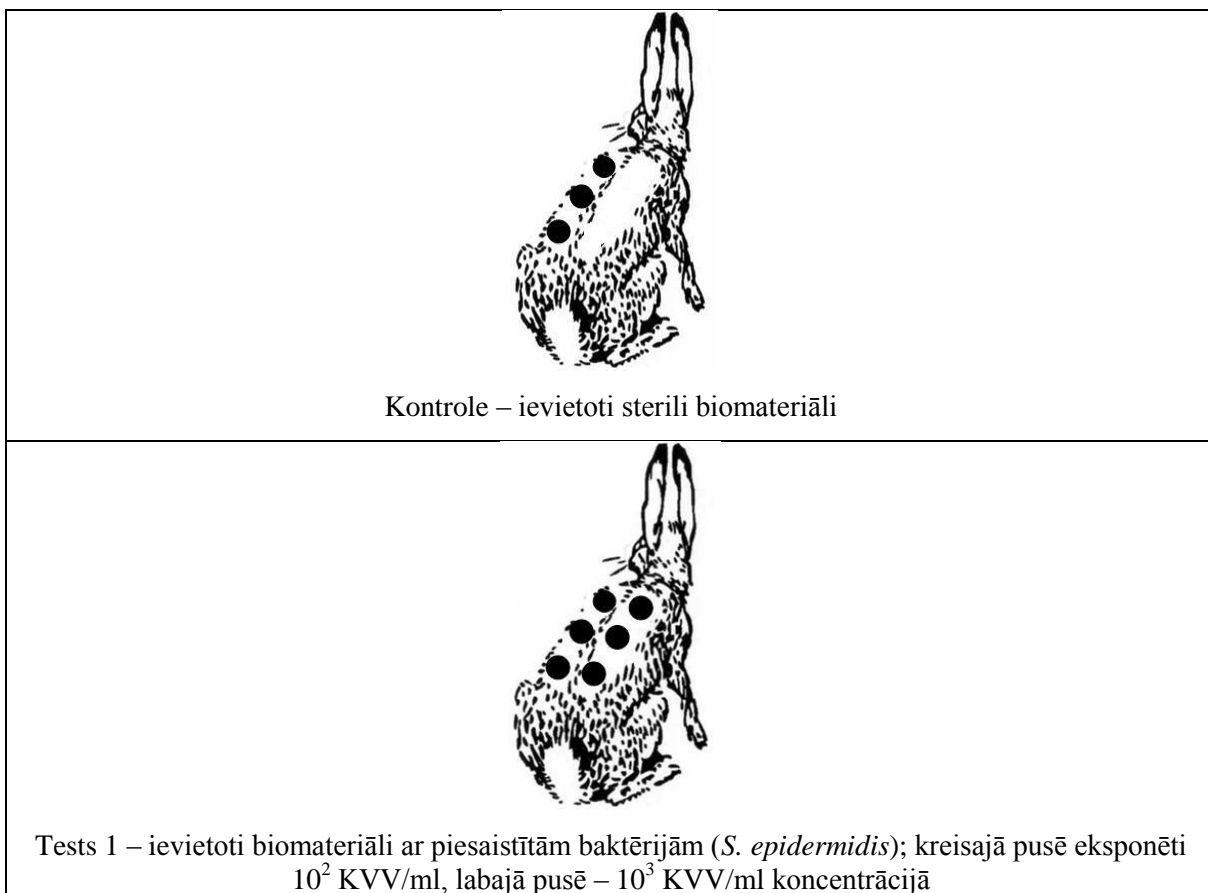 Kontrole – ievietoti sterili biomateriāli
Tests 1 – ievietoti biomateriāli ar piesaistītām baktērijām (S. epidermidis); kreisajā pusē eksponēti
10² KVV/ml, labajā pusē – 10³ KVV/ml koncentrācijā